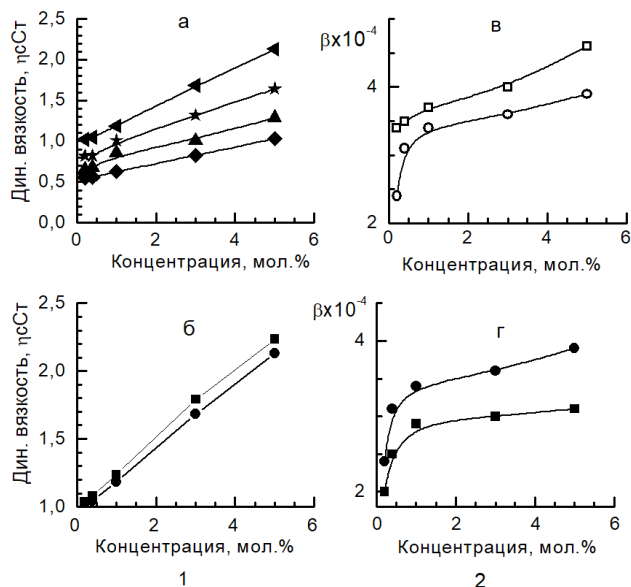 а
Дин. вязкость, ηсСт
2,5
2,0
1,5
1,0
0,5
0,0
0 2 4 6
Концентрация, мол.%
в
βx10⁻⁴
4
2
0 2 4 6
Концентрация, мол.%
б
Дин. вязкость, ηсСт
2,5
2,0
1,5
1,0
0 2 4 6
Концентрация, мол.%
1
г
βx10⁻⁴
4
2
0 2 4 6
Концентрация, мол.%
2